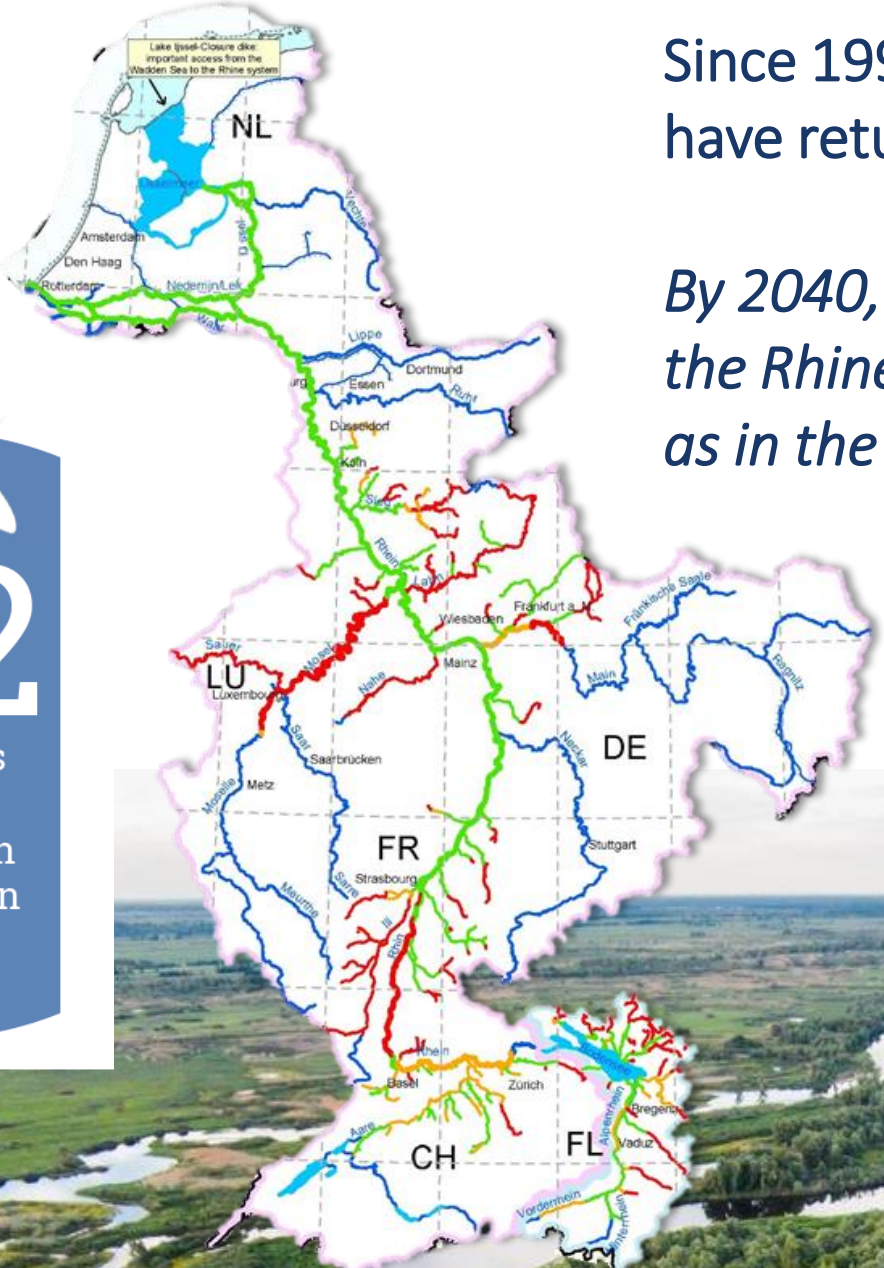 Since 199
have retu
By 2040,
the Rhine
as in the
Lake Ijssel-Closure dike:
important access from the
Wadden Sea to the Rhine system
NL
IJsselmeer
Vechte
Amsterdam
IJssel
Den Haag
Rotterdam
Nederrijn/Lek
Waal
Lippe
urg
Essen
Dortmund
Ruhr
Düsseldorf
Köln
Sieg
Rhein
Lahn
Wiesbaden
Frankfurt a. M.
Fränkische Saale
Sauer
Mosel
Mainz
Main
Regnitz
LU
Luxembourg
Nahe
Saar
Saarbrücken
Neckar
DE
Moselle
Metz
FR
Stuttgart
Strasbourg
Sarre
Meurthe
Ill
Rhin
2
s
n
n
Rhein
Bodensee
Basel
Zürich
Alpenrhein
Bregenz
Aare
CH
FL
Vaduz
Vorderrhein
Hinterrhein